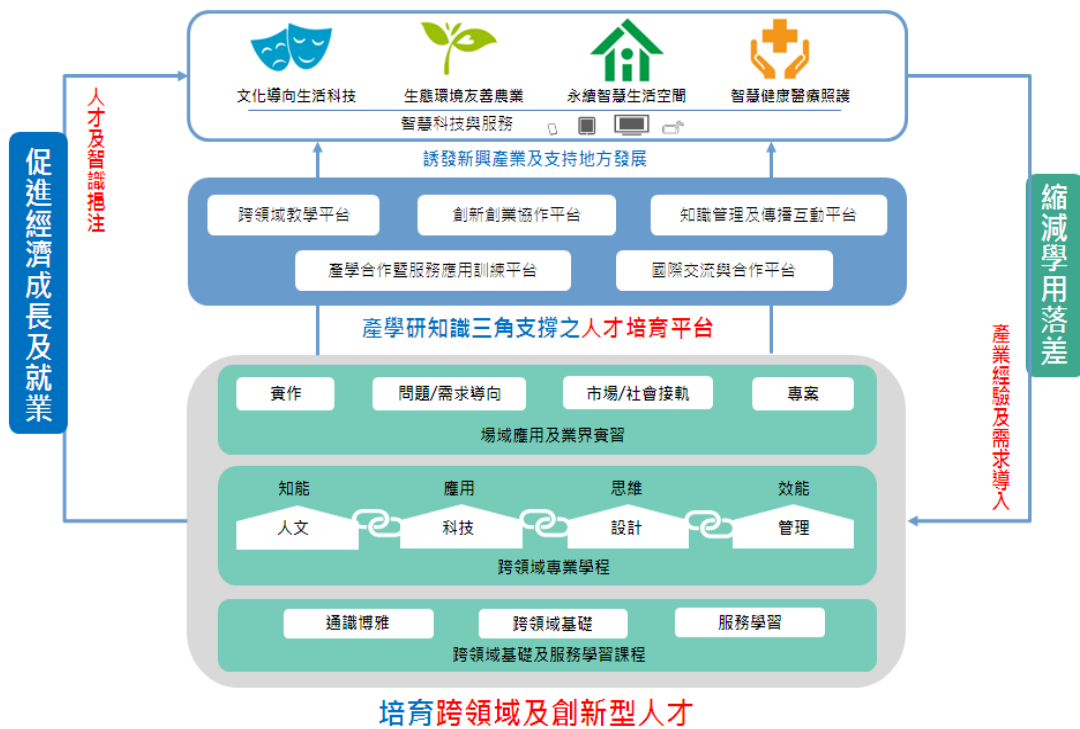 文化導向生活科技
生態環境友善農業
永續智慧生活空間
智慧健康醫療照護
智慧科技與服務
誘發新興產業及支持地方發展
人才及智識挹注
促進經濟成長及就業
縮減學用落差
產業經驗及需求導入
跨領域教學平台
創新創業協作平台
知識管理及傳播互動平台
產學合作暨服務應用訓練平台
國際交流與合作平台
產學研知識三角支撐之人才培育平台
實作
問題/需求導向
市場/社會接軌
專案
場域應用及業界實習
知能
應用
思維
效能
人文
科技
設計
管理
跨領域專業學程
通識博雅
跨領域基礎
服務學習
跨領域基礎及服務學習課程
培育跨領域及創新型人才